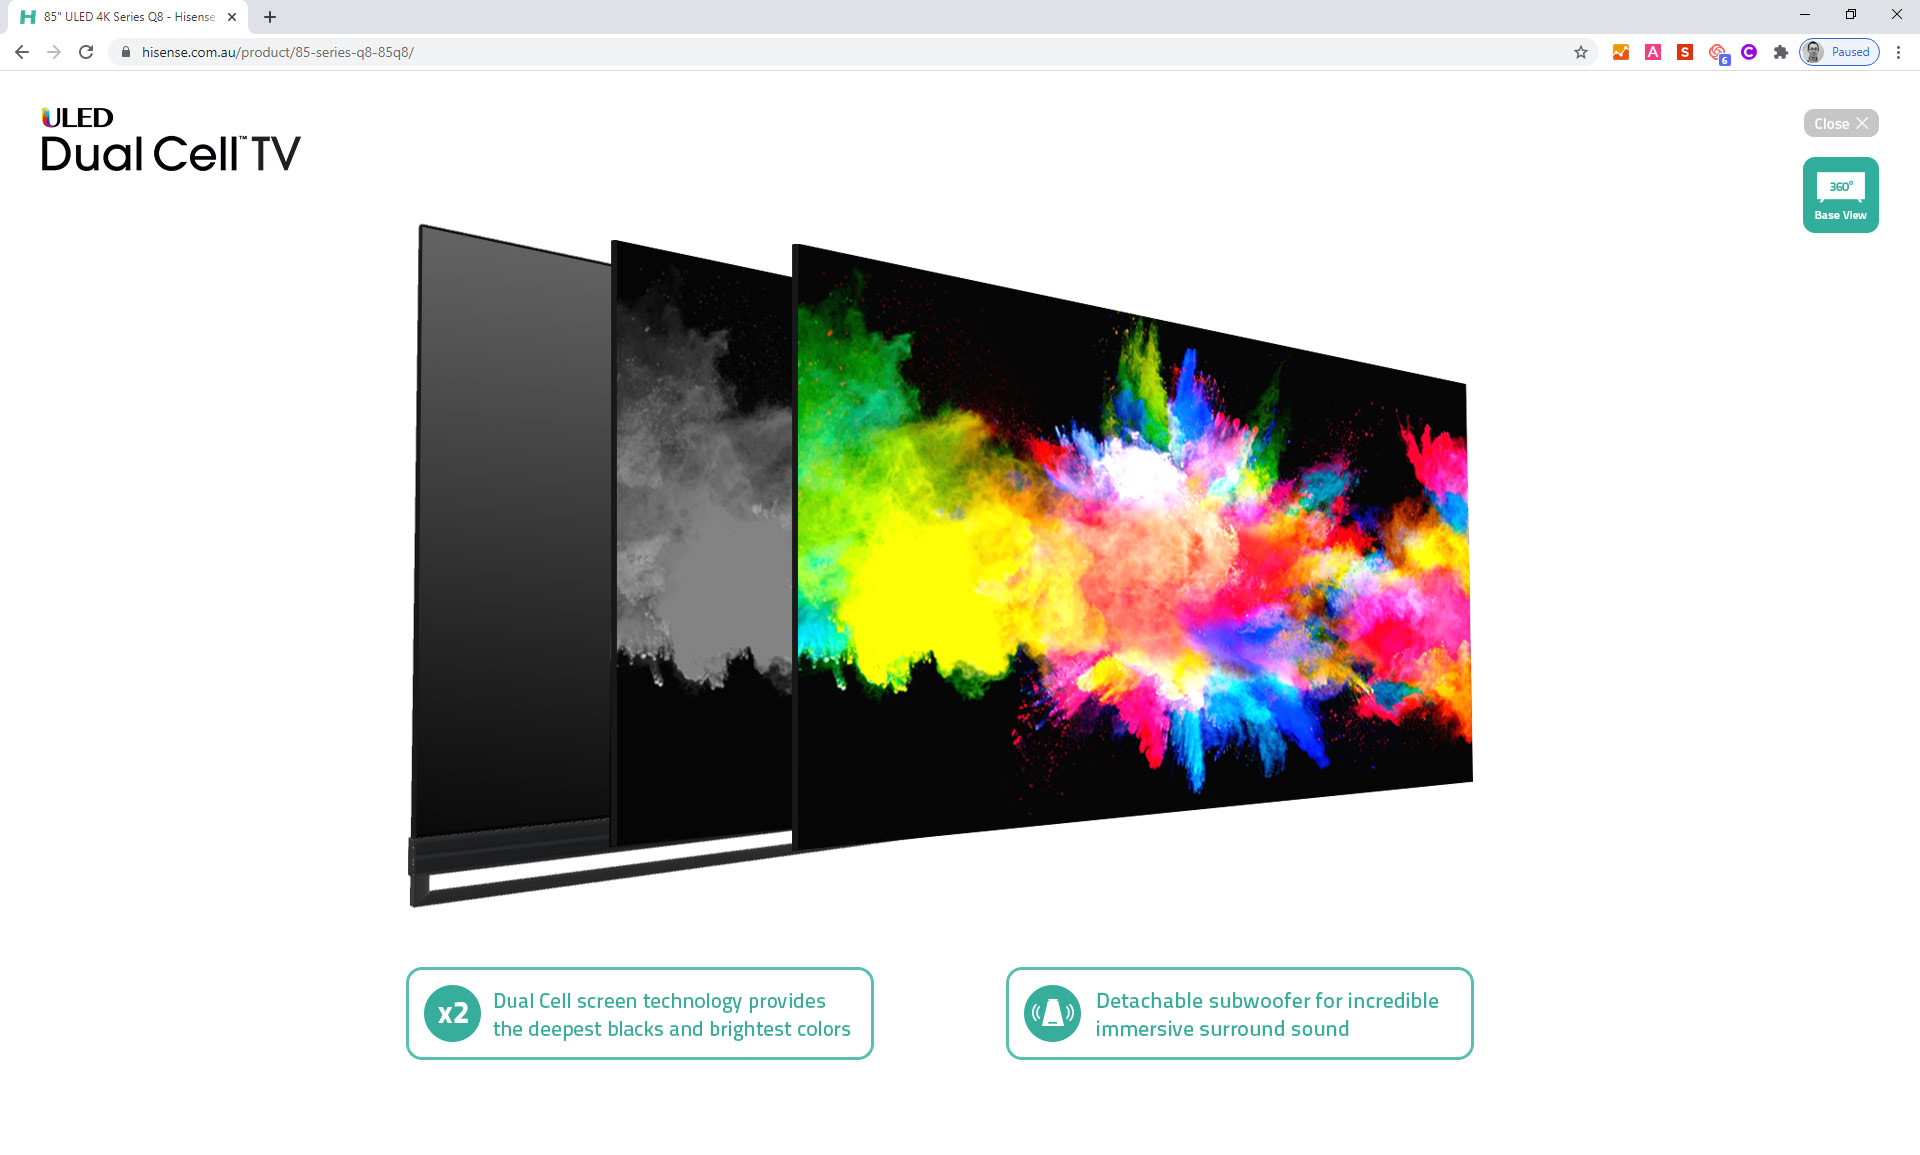 85" ULED 4K Series Q8 - Hisense
hisense.com.au/product/85-series-q8-85q8/
A
S
6
C
Paused
ULED
Dual Cell™ TV
Close
360°
Base View
x2
Dual Cell screen technology provides
the deepest blacks and brightest colors
Detachable subwoofer for incredible
immersive surround sound